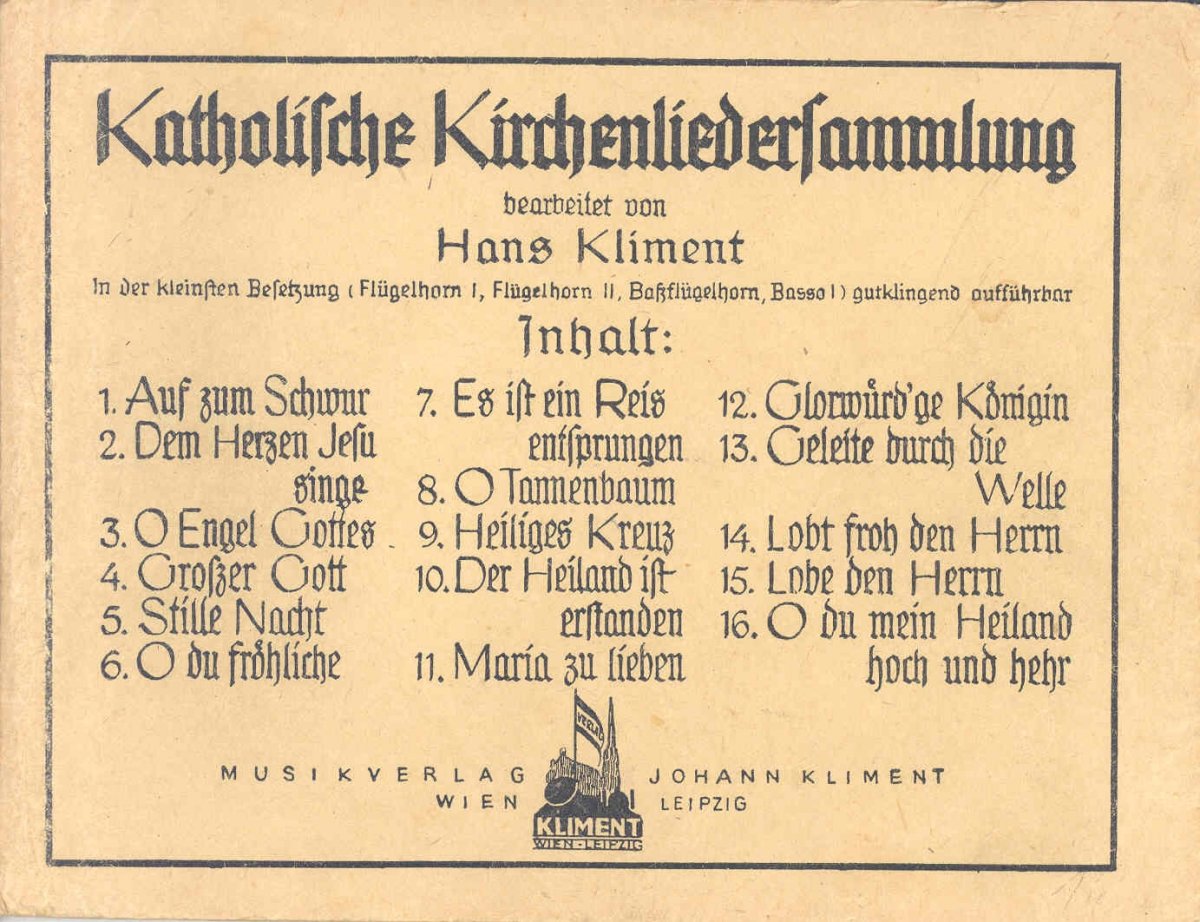 Katholische Kirchenliedersammlung
bearbeitet von
Hans Kliment
In der kleinsten Besetzung ( Flügelhorn I, Flügelhorn II, Baßflügelhorn, Basso I ) gutklingend aufführbar
Inhalt:
1. Auf zum Schwur
2. Dem Herzen Jesu
singe
3. O Engel Gottes
4. Großer Gott
5. Stille Nacht
6. O du fröhliche
7. Es ist ein Reis
entsprungen
8. O Tannenbaum
9. Heiliges Kreuz
10. Der Heiland ist
erstanden
11. Maria zu lieben
12. Glorwürd'ge Königin
13. Geleite durch die
Welle
14. Lobt froh den Herrn
15. Lobe den Herrn
16. O du mein Heiland
hoch und hehr
VERLAG
MUSIKVERLAG JOHANN KLIMENT
WIEN LEIPZIG
KLIMENT
WIEN-LEIPZIG